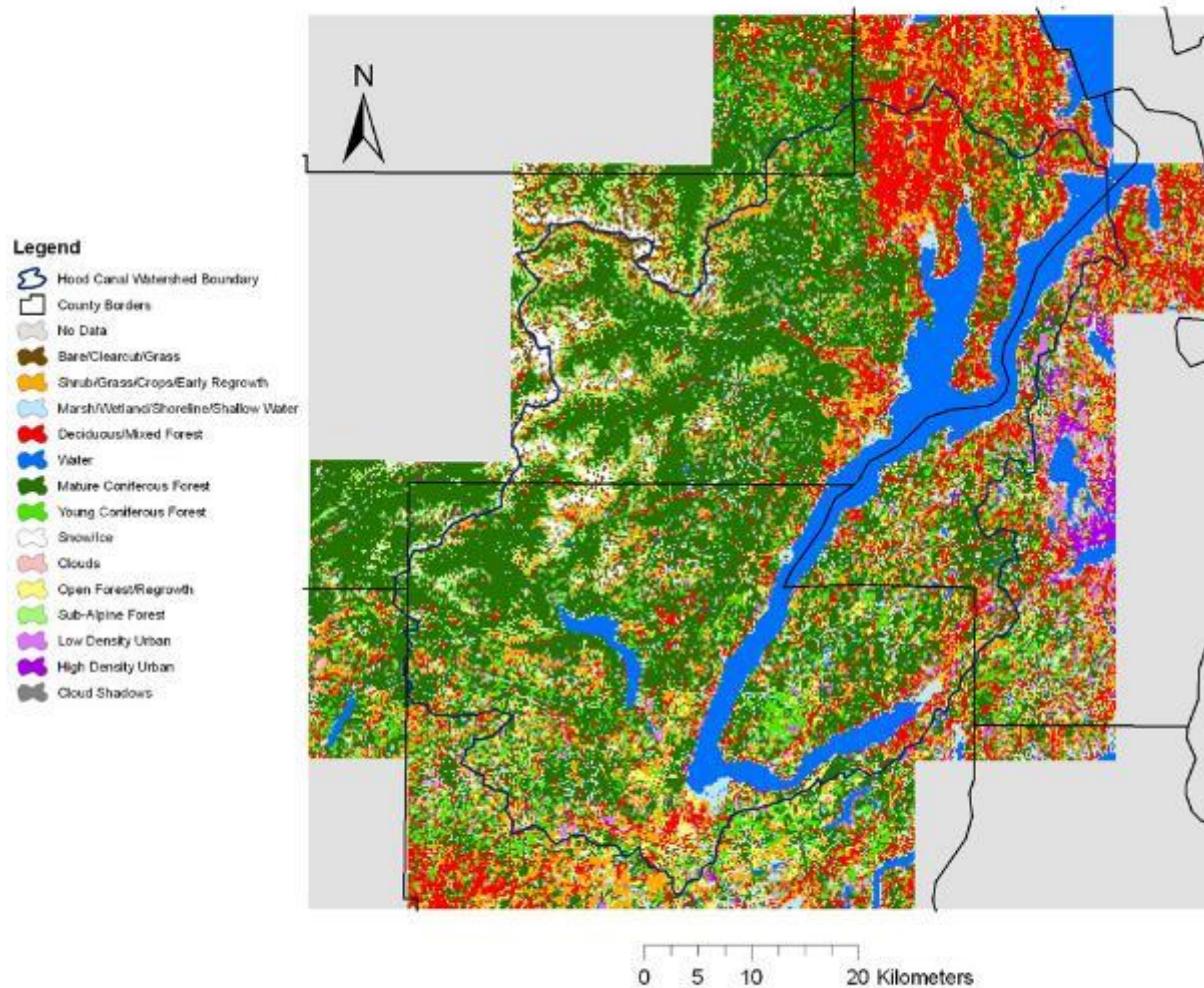 N
Legend
Hood Canal Watershed Boundary
County Borders
No Data
Bare/Clearcut/Grass
Shrub/Grass/Crops/Early Regrowth
Marsh/Wetland/Shoreline/Shallow Water
Deciduous/Mixed Forest
Water
Mature Coniferous Forest
Young Coniferous Forest
Snow/Ice
Clouds
Open Forest/Regrowth
Sub-Alpine Forest
Low Density Urban
High Density Urban
Cloud Shadows
0 5 10 20 Kilometers